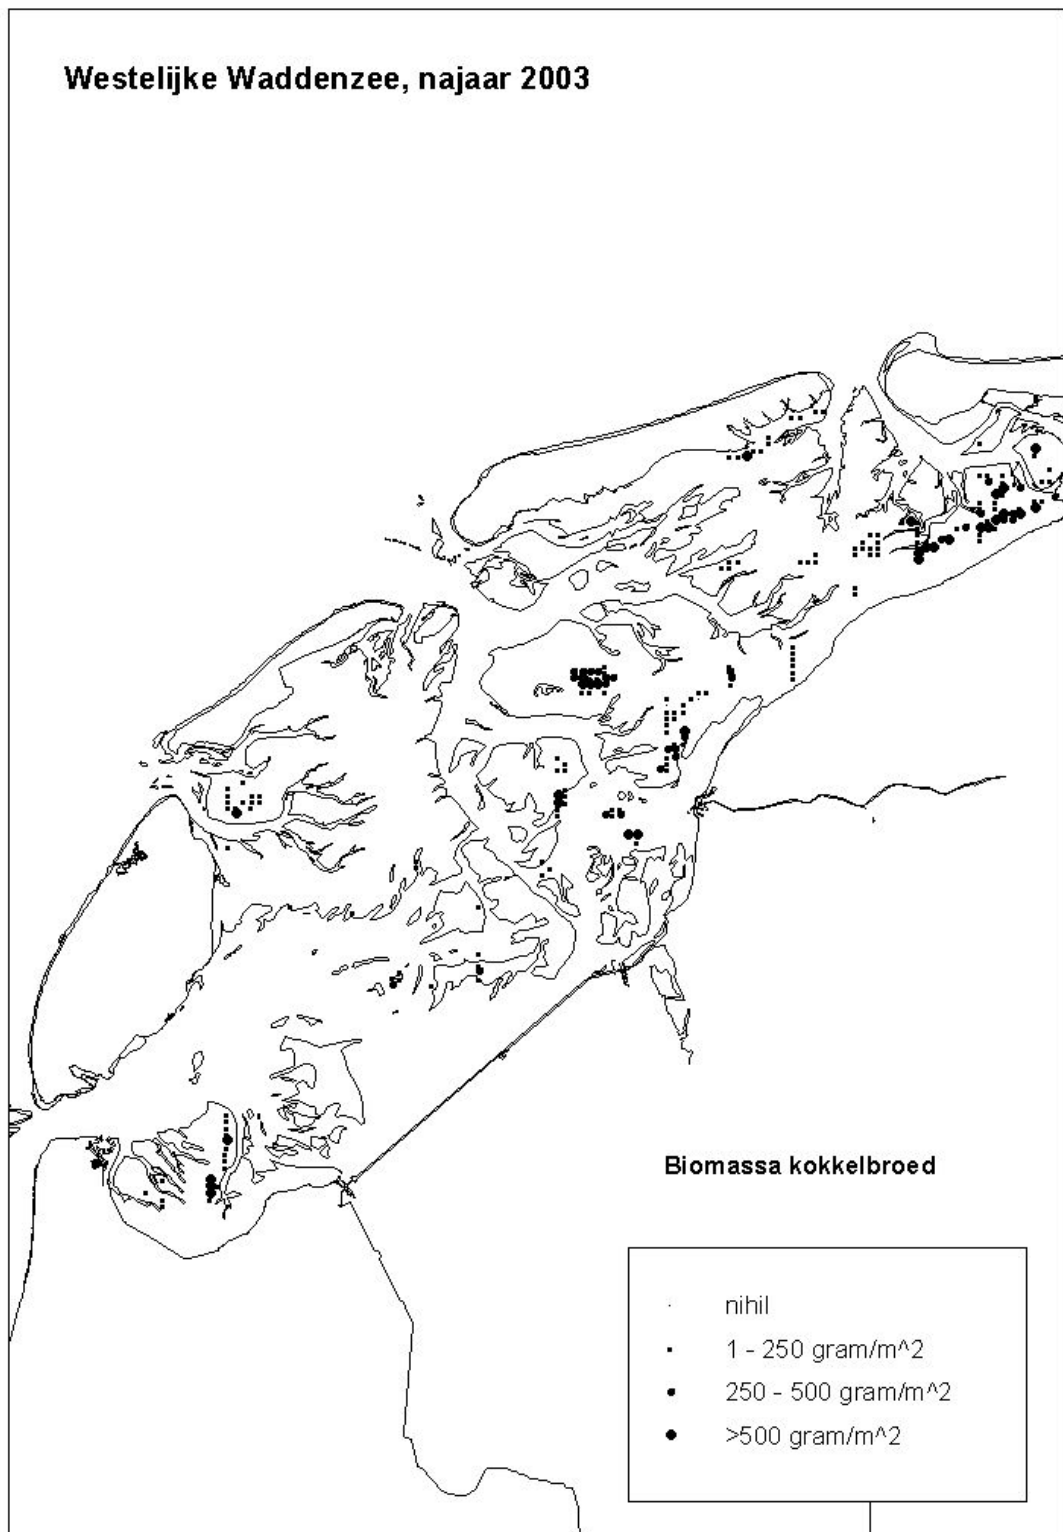 Westelijke Waddenzee, najaar 2003
Biomassa kokkelbroed
nihil
1 - 250 gram/m^2
250 - 500 gram/m^2
>500 gram/m^2